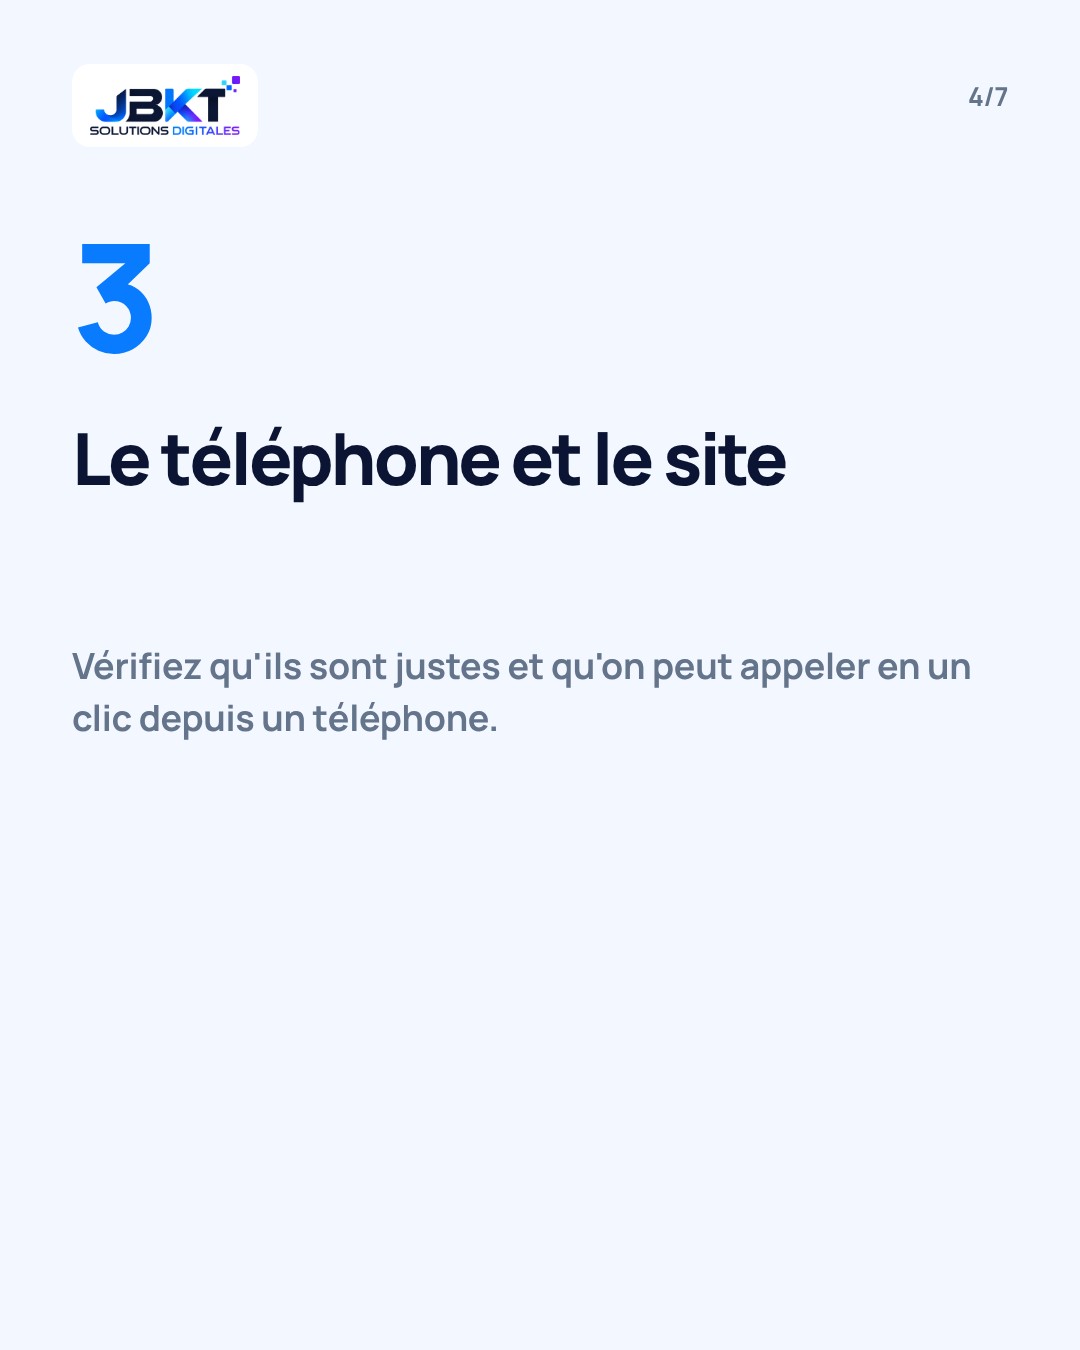 JBKT
SOLUTIONS DIGITALES
4/7
3
Le téléphone et le site
Vérifiez qu'ils sont justes et qu'on peut appeler en un
clic depuis un téléphone.